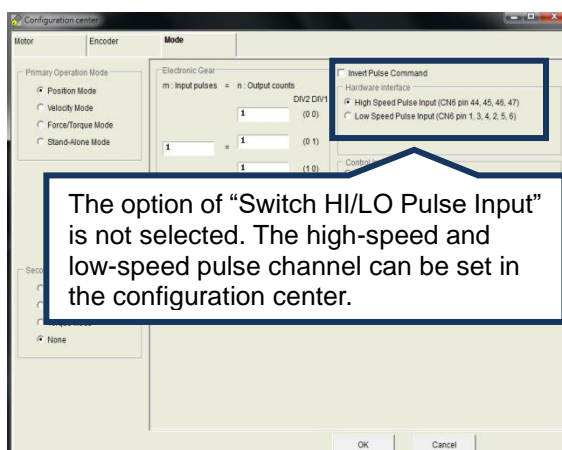 Configuration center
Motor
Encoder
Mode
Primary Operation Mode
Position Mode
Velocity Mode
Force/Torque Mode
Stand-Alone Mode
Electronic Gear
m : Input pulses = n : Output counts
DIV2 DIV1
1 (0 0)
1 = 1 (0 1)
1 (1 0)
Invert Pulse Command
Hardware interface
High Speed Pulse Input (CN6 pin 44, 45, 46, 47)
Low Speed Pulse Input (CN6 pin 1, 3, 4, 2, 5, 6)
The option of “Switch HI/LO Pulse Input”
is not selected. The high-speed and
low-speed pulse channel can be set in
the configuration center.
None
OK
Cancel